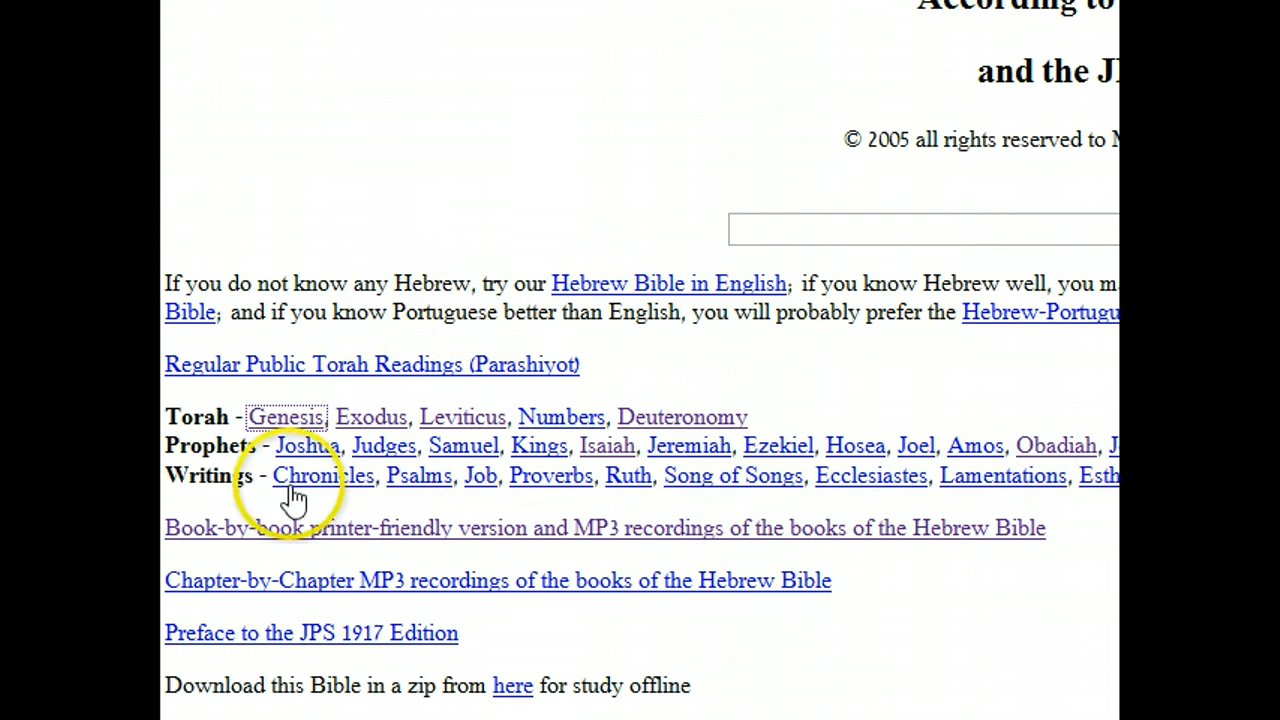 According to
and the
© 2005 all rights reserved to
If you do not know any Hebrew, try our Hebrew Bible in English; if you know Hebrew well, you
Bible; and if you know Portuguese better than English, you will probably prefer the
Regular Public Torah Readings (Parashiyot)
Torah - Genesis, Exodus, Leviticus, Numbers, Deuteronomy
Prophets - Joshua, Judges, Samuel, Kings, Isaiah, Jeremiah, Ezekiel, Hosea, Joel, Amos, Obadiah,
Writings - Chronicles, Psalms, Job, Proverbs, Ruth, Song of Songs, Ecclesiastes, Lamentations,
Book-by-book printer-friendly version and MP3 recordings of the books of the Hebrew Bible
Chapter-by-Chapter MP3 recordings of the books of the Hebrew Bible
Preface to the JPS 1917 Edition
Download this Bible in a zip from here for study offline